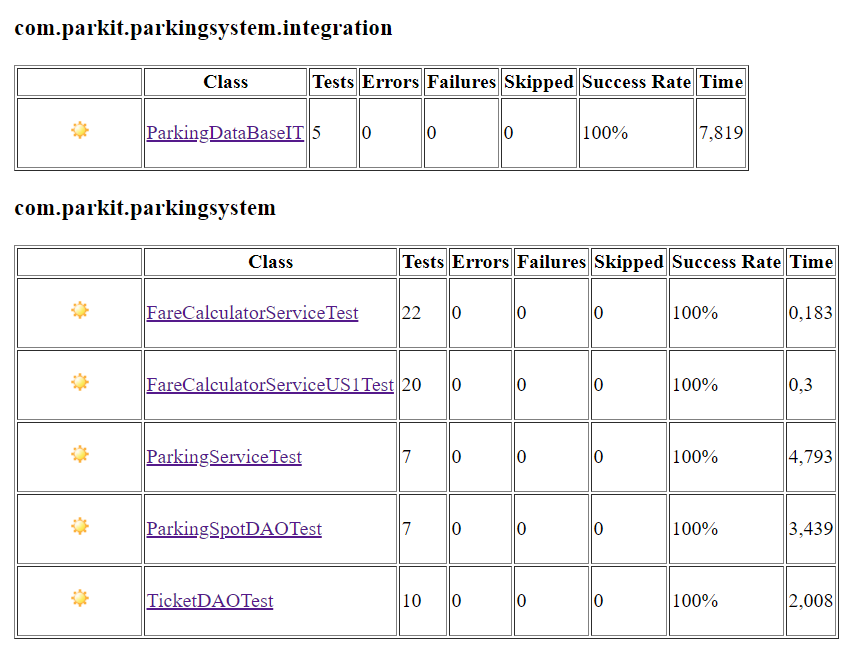 com.parkit.parkingsystem.integration
Class Tests Errors Failures Skipped Success Rate Time
ParkingDataBaseIT 5 0 0 0 100% 7,819
com.parkit.parkingsystem
Class Tests Errors Failures Skipped Success Rate Time
FareCalculatorServiceTest 22 0 0 0 100% 0,183
FareCalculatorServiceUS1Test 20 0 0 0 100% 0,3
ParkingServiceTest 7 0 0 0 100% 4,793
ParkingSpotDAOTest 7 0 0 0 100% 3,439
TicketDAOTest 10 0 0 0 100% 2,008